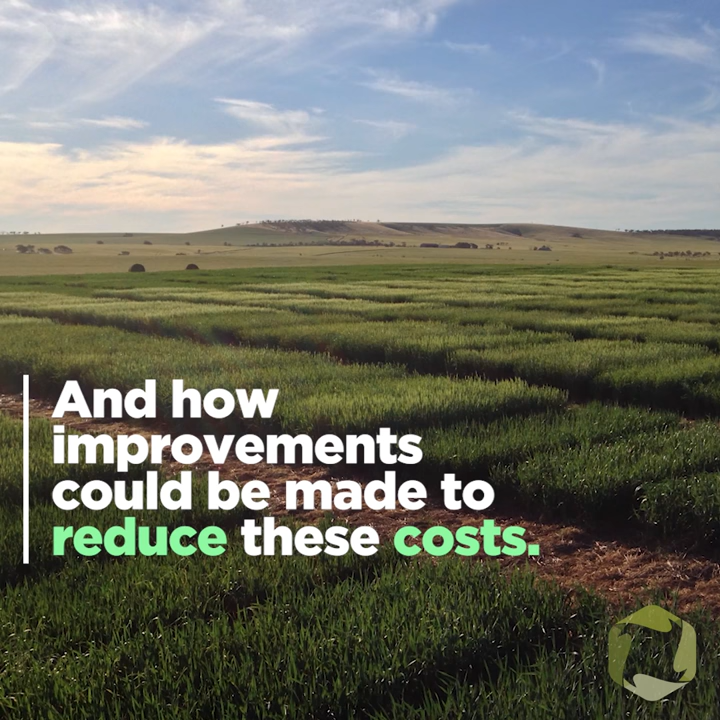 And how
improvements
could be made to
reduce these costs.